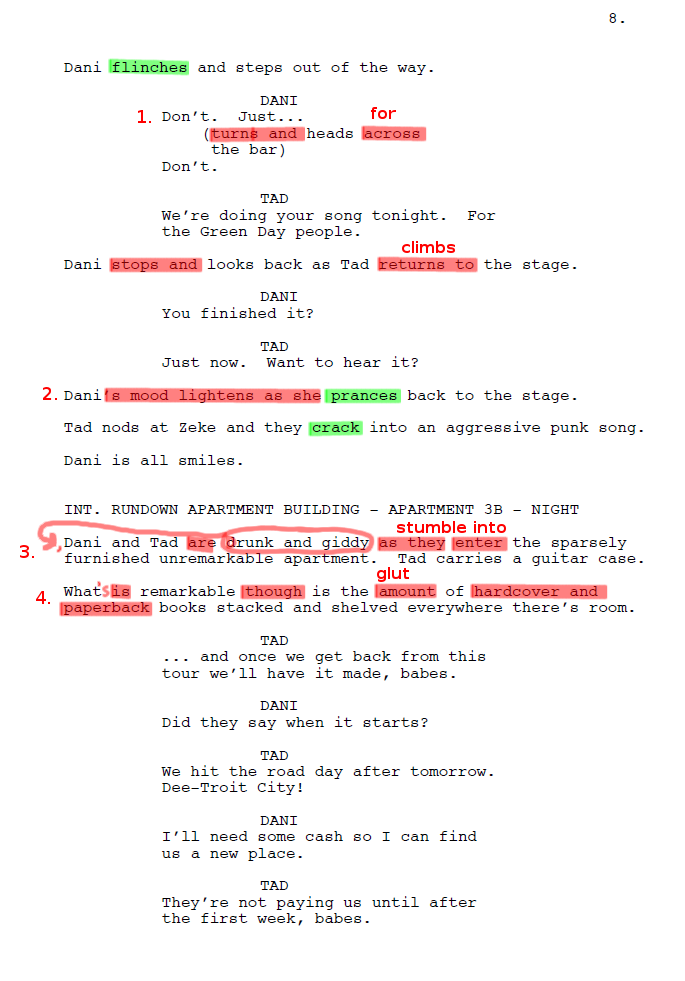 8.
Dani flinches and steps out of the way.
DANI
1. Don't.  Just...
for
(turns and heads across
the bar)
Don't.
TAD
We're doing your song tonight.  For
the Green Day people.
climbs
Dani stops and looks back as Tad returns to the stage.
DANI
You finished it?
TAD
Just now.  Want to hear it?
2. Dani's mood lightens as she prances back to the stage.
Tad nods at Zeke and they crack into an aggressive punk song.
Dani is all smiles.
INT. RUNDOWN APARTMENT BUILDING - APARTMENT 3B - NIGHT
stumble into
3. Dani and Tad are drunk and giddy as they enter the sparsely
furnished unremarkable apartment.  Tad carries a guitar case.
glut
4. What's is remarkable though is the amount of hardcover and
paperback books stacked and shelved everywhere there's room.
TAD
... and once we get back from this
tour we'll have it made, babes.
DANI
Did they say when it starts?
TAD
We hit the road day after tomorrow.
Dee-Troit City!
DANI
I'll need some cash so I can find
us a new place.
TAD
They're not paying us until after
the first week, babes.